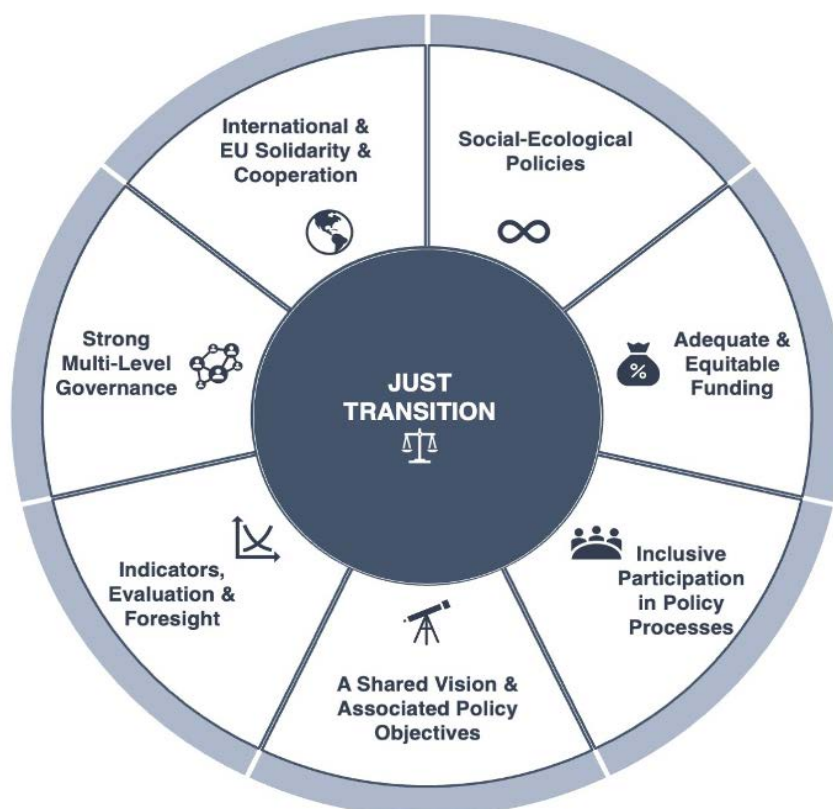 International &
EU Solidarity &
Cooperation
Social-Ecological
Policies
Strong
Multi-Level
Governance
Adequate &
Equitable
Funding
%
JUST
TRANSITION
Indicators,
Evaluation &
Foresight
Inclusive
Participation
in Policy
Processes
A Shared Vision &
Associated Policy
Objectives